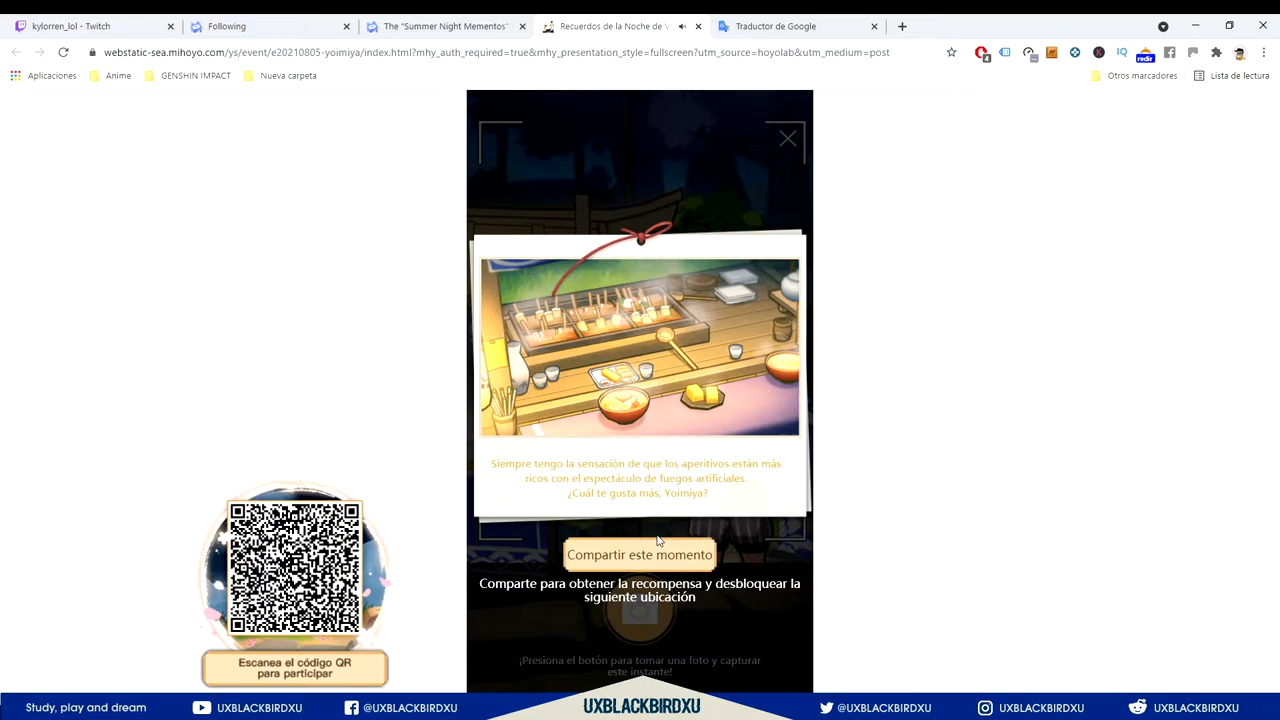 kylorren_lol - Twitch
Following
The "Summer Night Mementos"
Recuerdos de la Noche de V
Traductor de Google
webstatic-sea.mihoyo.com/ys/event/e20210805-yoimiya/index.html?mhy_auth_required=true&mhy_presentation_style=fullscreen?utm_source=hoyolab&utm_medium=post
Aplicaciones
Anime
GENSHIN IMPACT
Nueva carpeta
Otros marcadores
Lista de lectura
4
IQ
redir
Siempre tengo la sensación de que los aperitivos están más
ricos con el espectáculo de fuegos artificiales.
¿Cuál te gusta más, Yoimiya?
Compartir este momento
Comparte para obtener la recompensa y desbloquear la
siguiente ubicación
¡Presiona el botón para tomar una foto y capturar
este instante!
Escanea el código QR
para participar
Study, play and dream
UXBLACKBIRDXU
@UXBLACKBIRDXU
UXBLACKBIRDXU
@UXBLACKBIRDXU
UXBLACKBIRDXU
UXBLACKBIRDXU